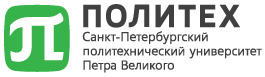 ПОЛИТЕХ
Санкт-Петербургский
политехнический университет
Петра Великого